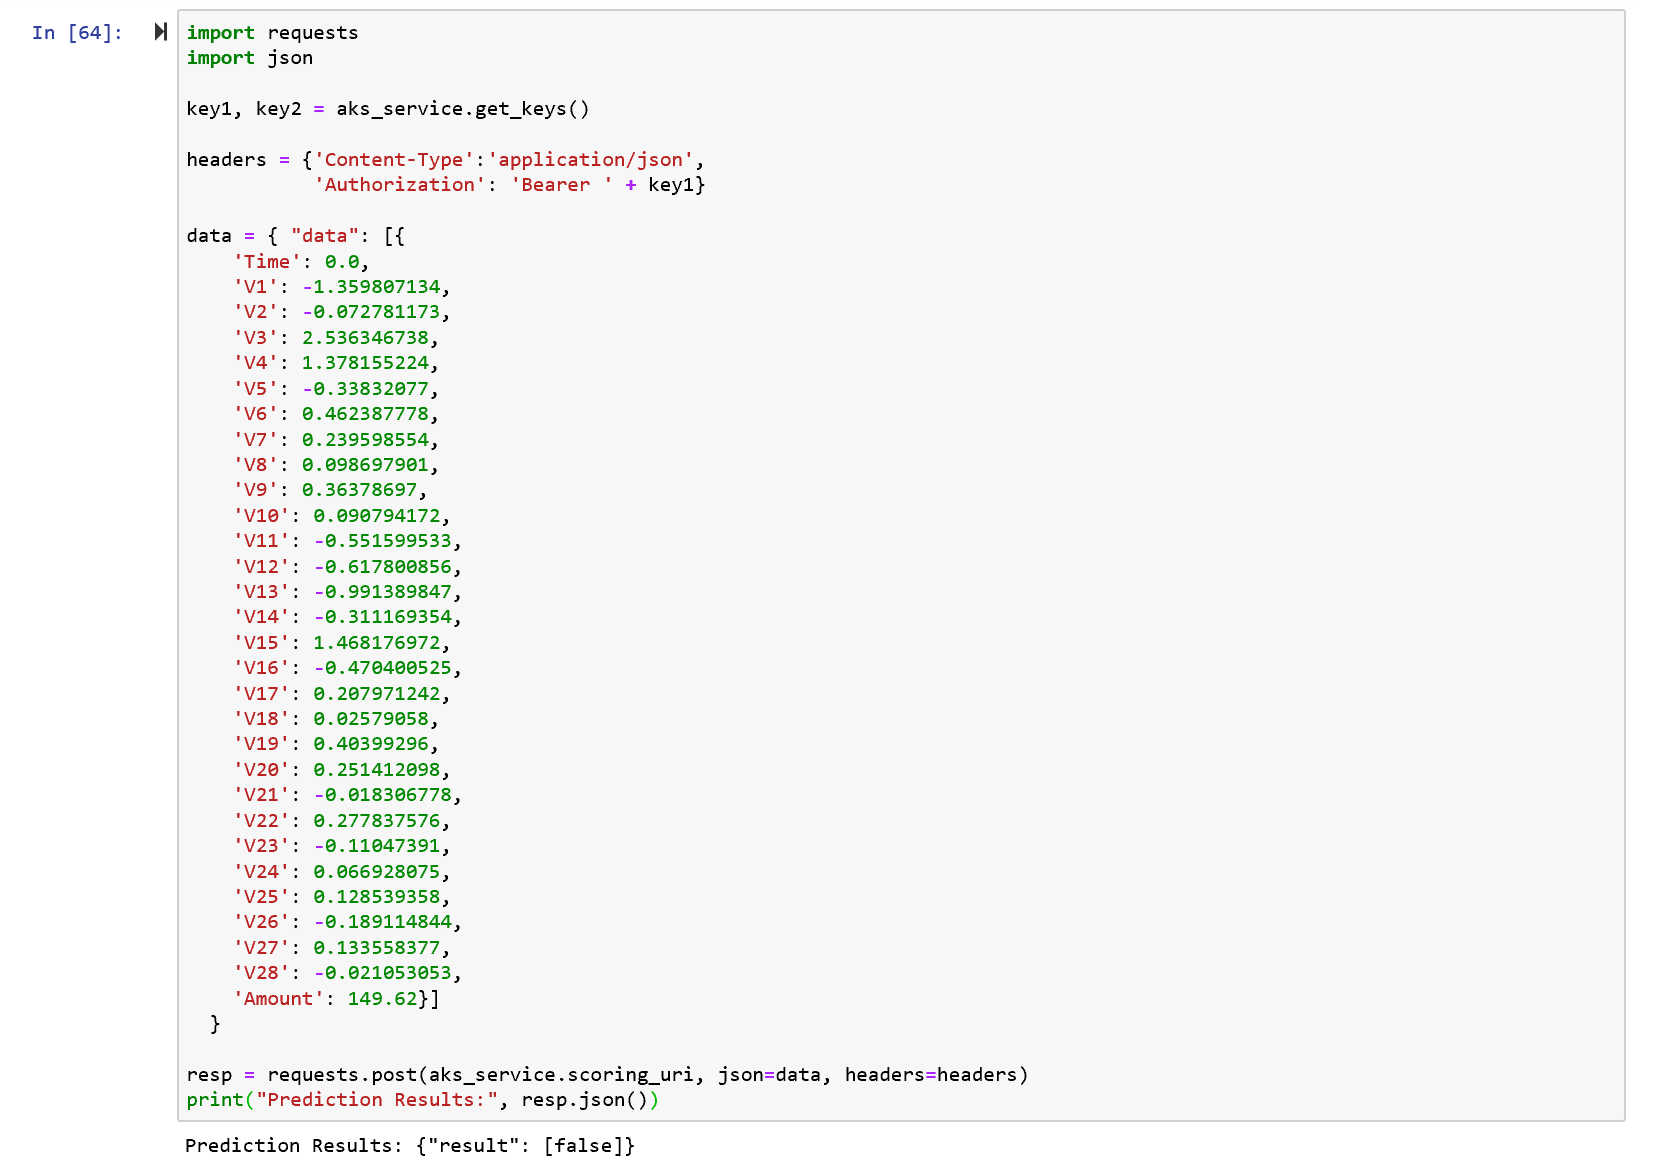 In [64]:
import requests
import json
key1, key2 = aks_service.get_keys()
headers = {'Content-Type':'application/json',
'Authorization': 'Bearer ' + key1}
data = { "data": [{
'Time': 0.0,
'V1': -1.359807134,
'V2': -0.072781173,
'V3': 2.536346738,
'V4': 1.378155224,
'V5': -0.33832077,
'V6': 0.462387778,
'V7': 0.239598554,
'V8': 0.098697901,
'V9': 0.36378697,
'V10': 0.090794172,
'V11': -0.551599533,
'V12': -0.617800856,
'V13': -0.991389847,
'V14': -0.311169354,
'V15': 1.468176972,
'V16': -0.470400525,
'V17': 0.207971242,
'V18': 0.02579058,
'V19': 0.40399296,
'V20': 0.251412098,
'V21': -0.018306778,
'V22': 0.277837576,
'V23': -0.11047391,
'V24': 0.066928075,
'V25': 0.128539358,
'V26': -0.189114844,
'V27': 0.133558377,
'V28': -0.021053053,
'Amount': 149.62}]
}
resp = requests.post(aks_service.scoring_uri, json=data, headers=headers)
print("Prediction Results:", resp.json())
Prediction Results: {"result": [false]}